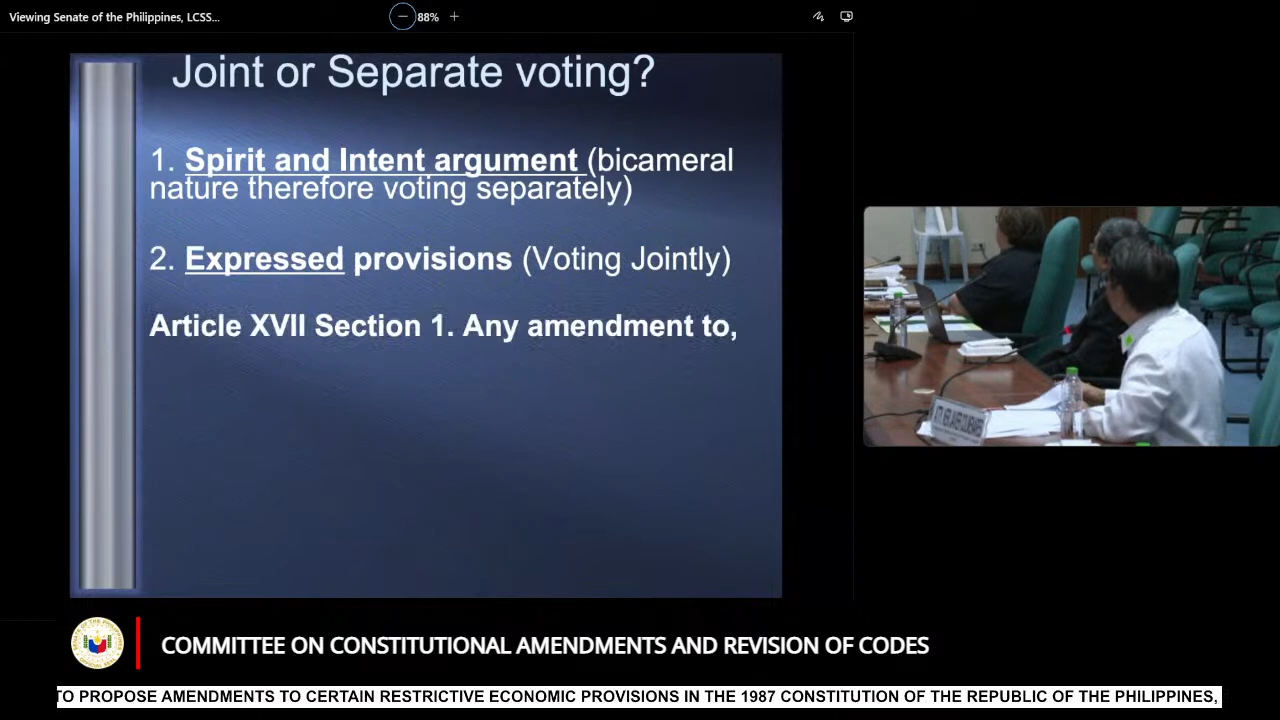 Viewing Senate of the Philippines, LCSS...
88%
Joint or Separate voting?
1. Spirit and Intent argument (bicameral
nature therefore voting separately)
2. Expressed provisions (Voting Jointly)
Article XVII Section 1. Any amendment to,
COMMITTEE ON CONSTITUTIONAL AMENDMENTS AND REVISION OF CODES
TO PROPOSE AMENDMENTS TO CERTAIN RESTRICTIVE ECONOMIC PROVISIONS IN THE 1987 CONSTITUTION OF THE REPUBLIC OF THE PHILIPPINES,